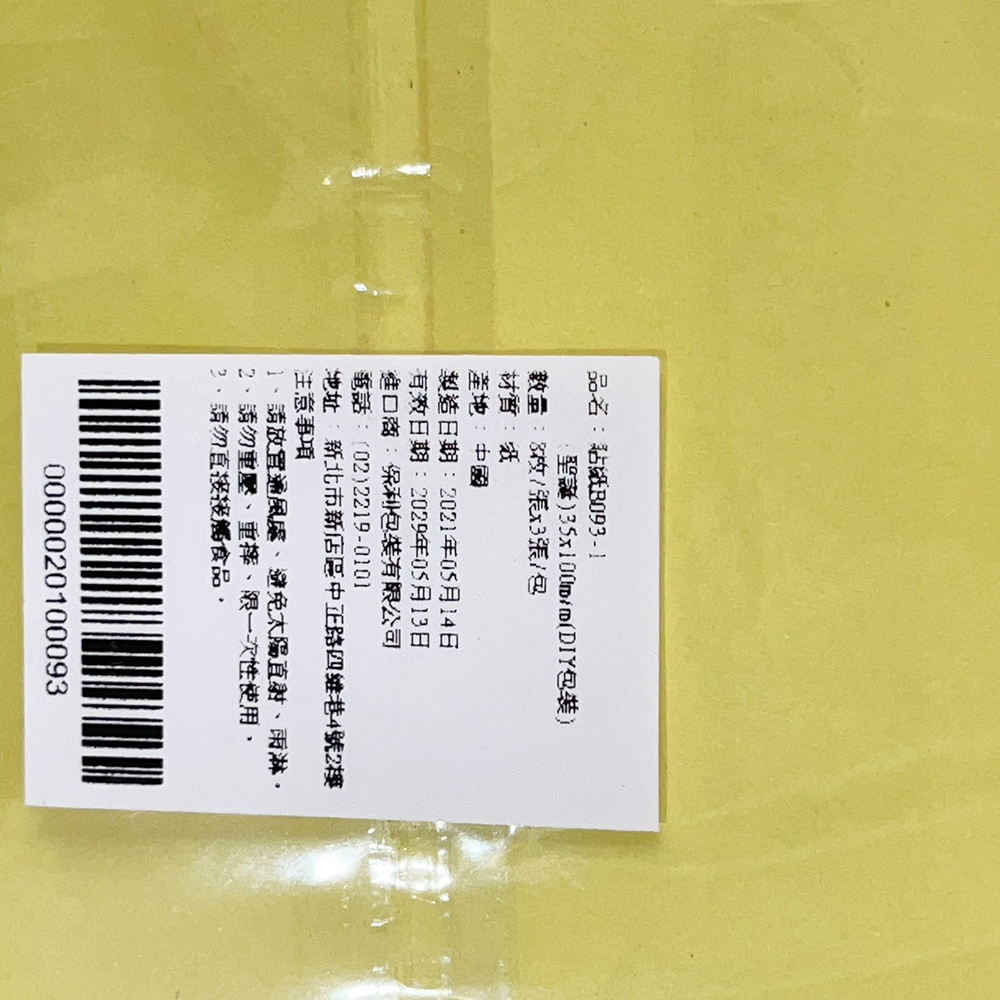 品名：黏紙B093-1
(聖誕)35x100m/m(DIY包裝)
數量：8枚/張x3張/包
材質：紙
產地：中國
製造日期：2021年05月14日
有效日期：2029年05月13日
進口商：保利包裝有限公司
電話：(02)2219-0101
地址：新北市新店區中正路四維巷4號2樓
注意事項
1、請放置通風處、避免太陽直射、雨淋，
2、請勿重壓、重摔、限一次性使用，
3、請勿直接接觸食品，
0000020100093